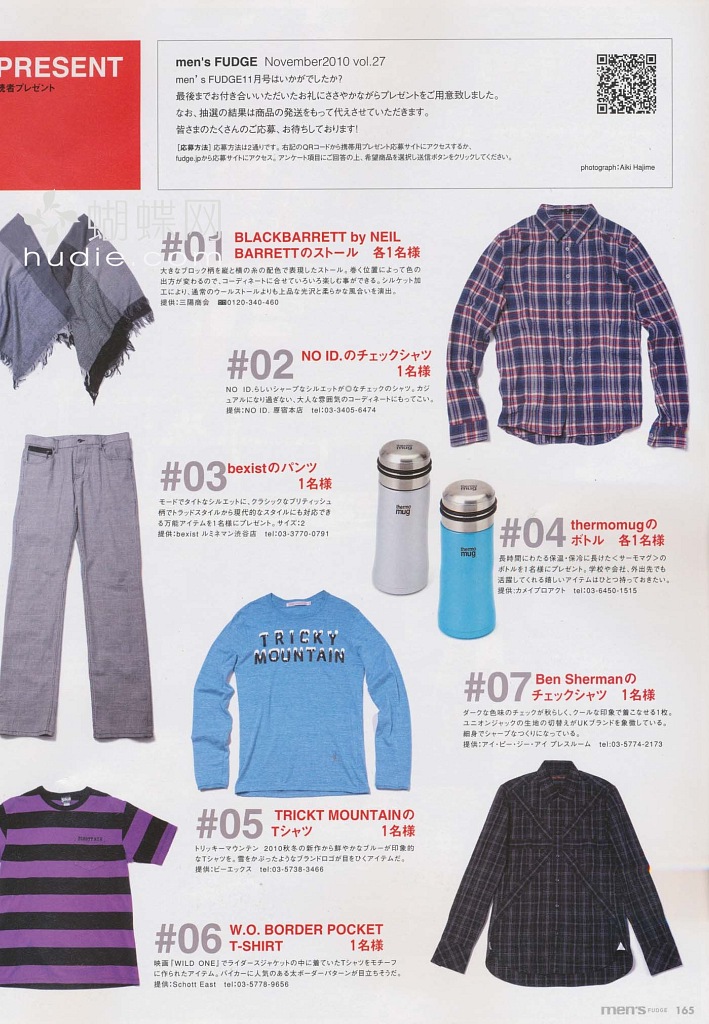 PRESENT
読者プレゼント
men's FUDGE November2010 vol.27
men's FUDGE11月号はいかがでしたか?
最後までお付き合いいただいたお礼にささやかながらプレゼントをご用意致しました。
なお、抽選の結果は商品の発送をもって代えさせていただきます。
皆さまのたくさんのご応募、お待ちしております!
[応募方法] 応募方法は2通りです。右記のQRコードから携帯用プレゼント応募サイトにアクセスするか、
fudge.jpから応募サイトにアクセス。アンケート項目にご回答の上、希望商品を選択し送信ボタンをクリックしてください。
photograph:Aiki Hajime
蝴蝶网
hudie.com
#01 BLACKBARRETT by NEIL
BARRETTのストール 各1名様
大きなブロック柄を縦と横の糸の配色で表現したストール。巻く位置によって色の
出方が変わるので、コーディネートに合せていろいろ楽しむ事ができる。シルケット加
工により、通常のウールストールよりも上品な光沢と柔らかな風合いを演出。
提供:三陽商会 ☎0120-340-460
#02 NO ID.のチェックシャツ
1名様
NO ID.らしいシャープなシルエットが◎なチェックのシャツ。カジ
ュアルになり過ぎない、大人な雰囲気のコーディネートにもってこい。
提供:NO ID. 原宿本店 tel:03-3405-6474
#03 bexistのパンツ
1名様
モードでタイトなシルエットに、クラシックなブリティッシュ
柄でトラッドスタイルから現代的なスタイルにも対応でき
る万能アイテムを1名様にプレゼント。サイズ:2
提供:bexist ルミネマン渋谷店 tel:03-3770-0791
thermo
mug
thermo
mug
thermo
mug
thermo
mug
#04 thermomugの
ボトル 各1名様
長時間にわたる保温・保冷に長けた<サーモマグ>の
ボトルを1名様にプレゼント。学校や会社、外出先でも
活躍してくれる嬉しいアイテムはひとつ持っておきたい。
提供:カメイプロアクト tel:03-6450-1515
TRICKY
MOUNTAIN
#07 Ben Shermanの
チェックシャツ 1名様
ダークな色味のチェックが秋らしく、クールな印象で着こなせる1枚。
ユニオンジャックの生地の切替えがUKブランドを象徴している。
細身でシャープなつくりになっている。
提供:アイ・ピー・ジー・アイ プレスルーム tel:03-5774-2173
#05 TRICKT MOUNTAINの
Tシャツ 1名様
トリッキーマウンテン 2010秋冬の新作から鮮やかなブルーが印象的
なTシャツを。雪をかぶったようなブランドロゴが目をひくアイテムだ。
提供:ビーエックス tel:03-5738-3466
#06 W.O. BORDER POCKET
T-SHIRT 1名様
映画「WILD ONE」でライダースジャケットの中に着ていたTシャツをモチーフ
に作られたアイテム。バイカーに人気のある太ボーダーパターンが目立ちそうだ。
提供:Schott East tel:03-5778-9656
men's FUDGE 165